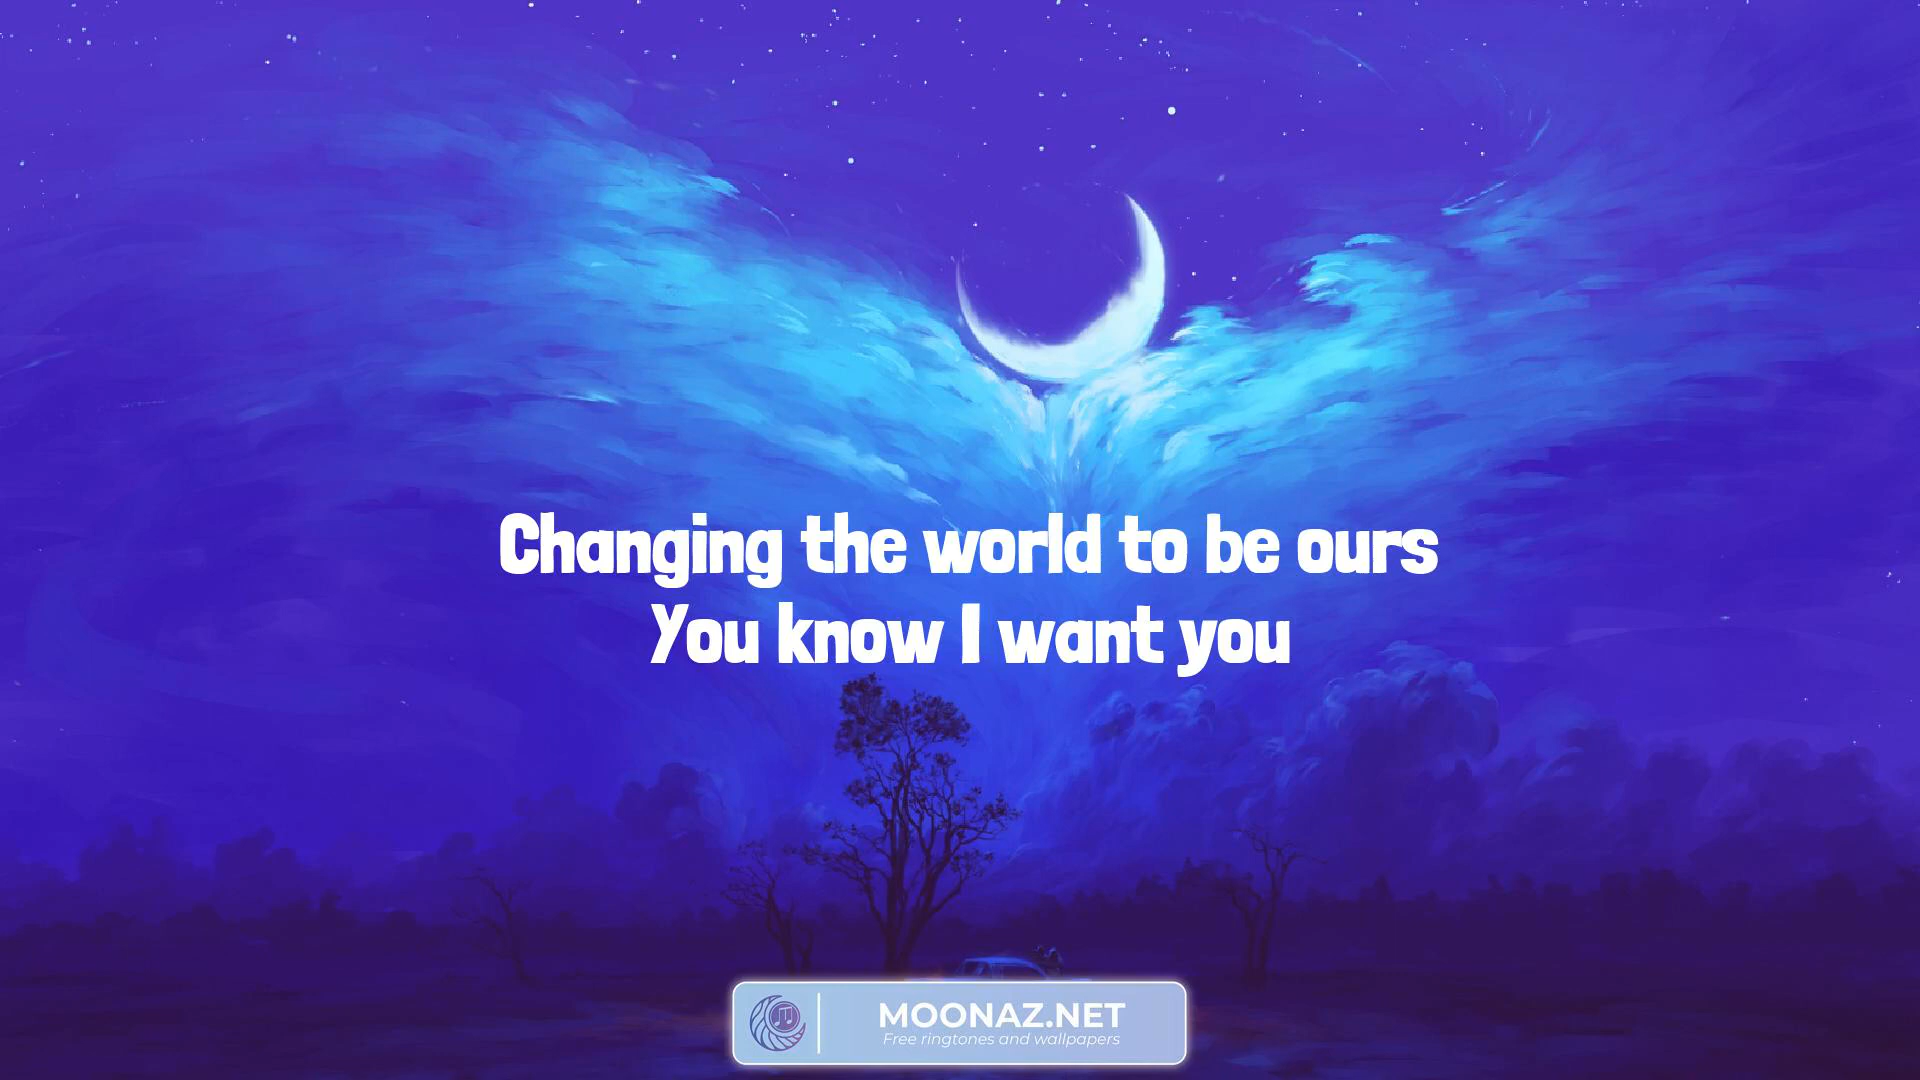 Changing the world to be ours
You know I want you
MOONAZ.NET
Free ringtones and wallpapers